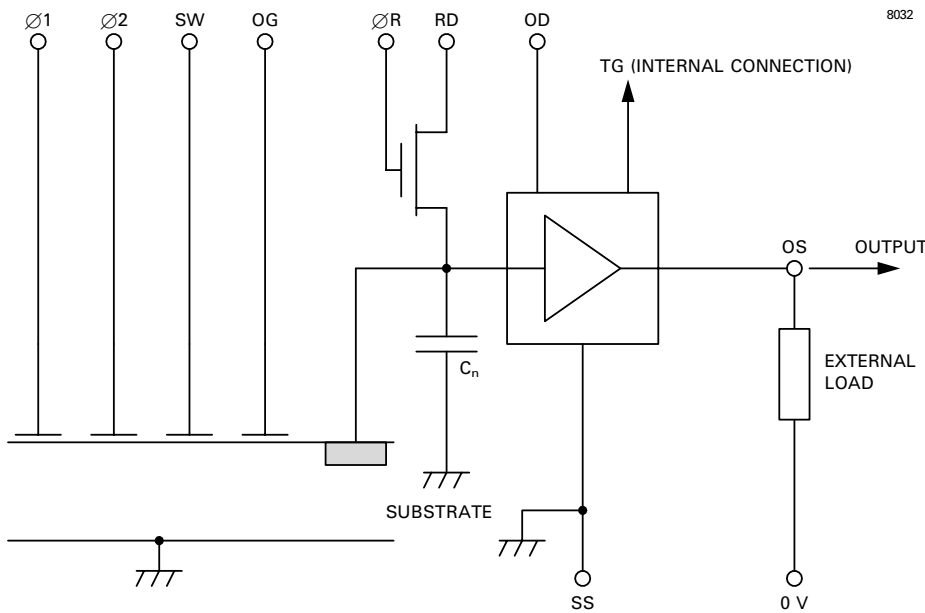 8032
∅1 ∅2 SW OG ∅R RD OD
TG (INTERNAL CONNECTION)
OS OUTPUT
Cn
EXTERNAL
LOAD
SUBSTRATE
SS 0 V